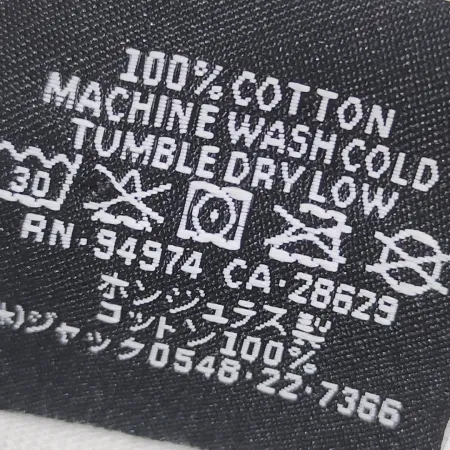 100% COTTON
MACHINE WASH COLD
TUMBLE DRY LOW
30
RN·94974 CA·28629
ホンジュラス製
コットン100%
㈱)ジャック0548·22·7366